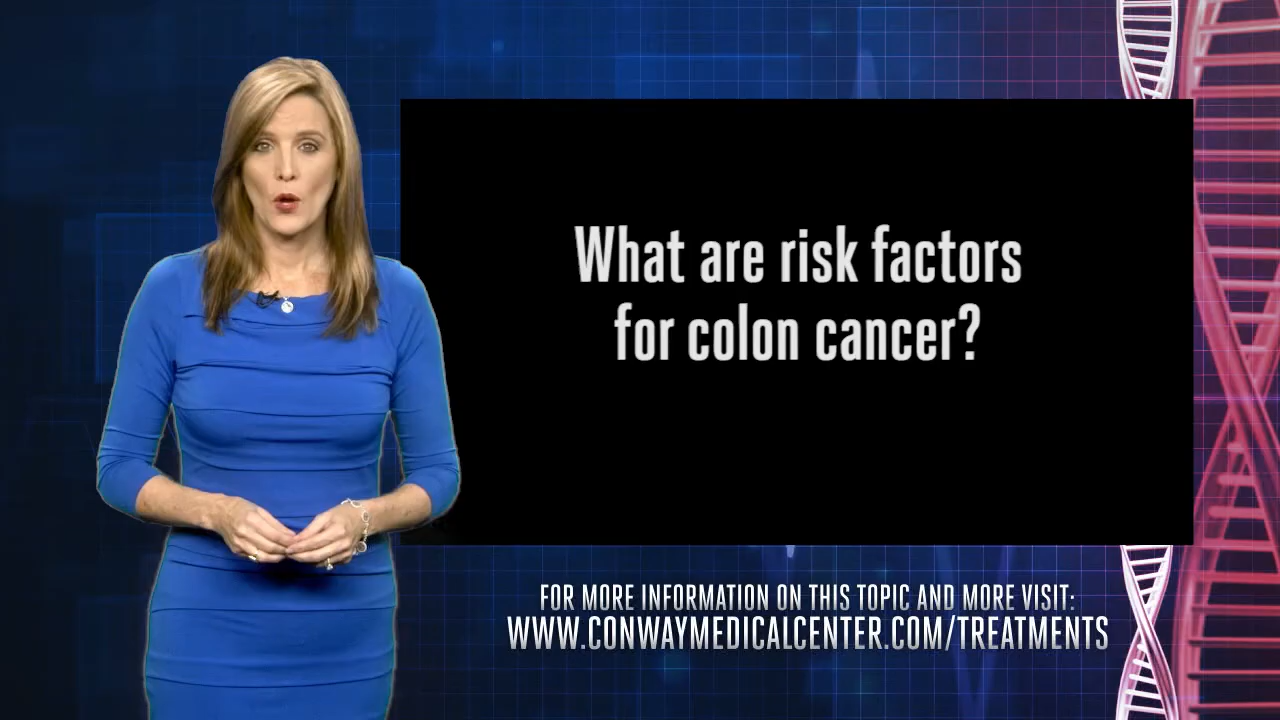 What are risk factors
for colon cancer?
FOR MORE INFORMATION ON THIS TOPIC AND MORE VISIT:
WWW.CONWAYMEDICALCENTER.COM/TREATMENTS